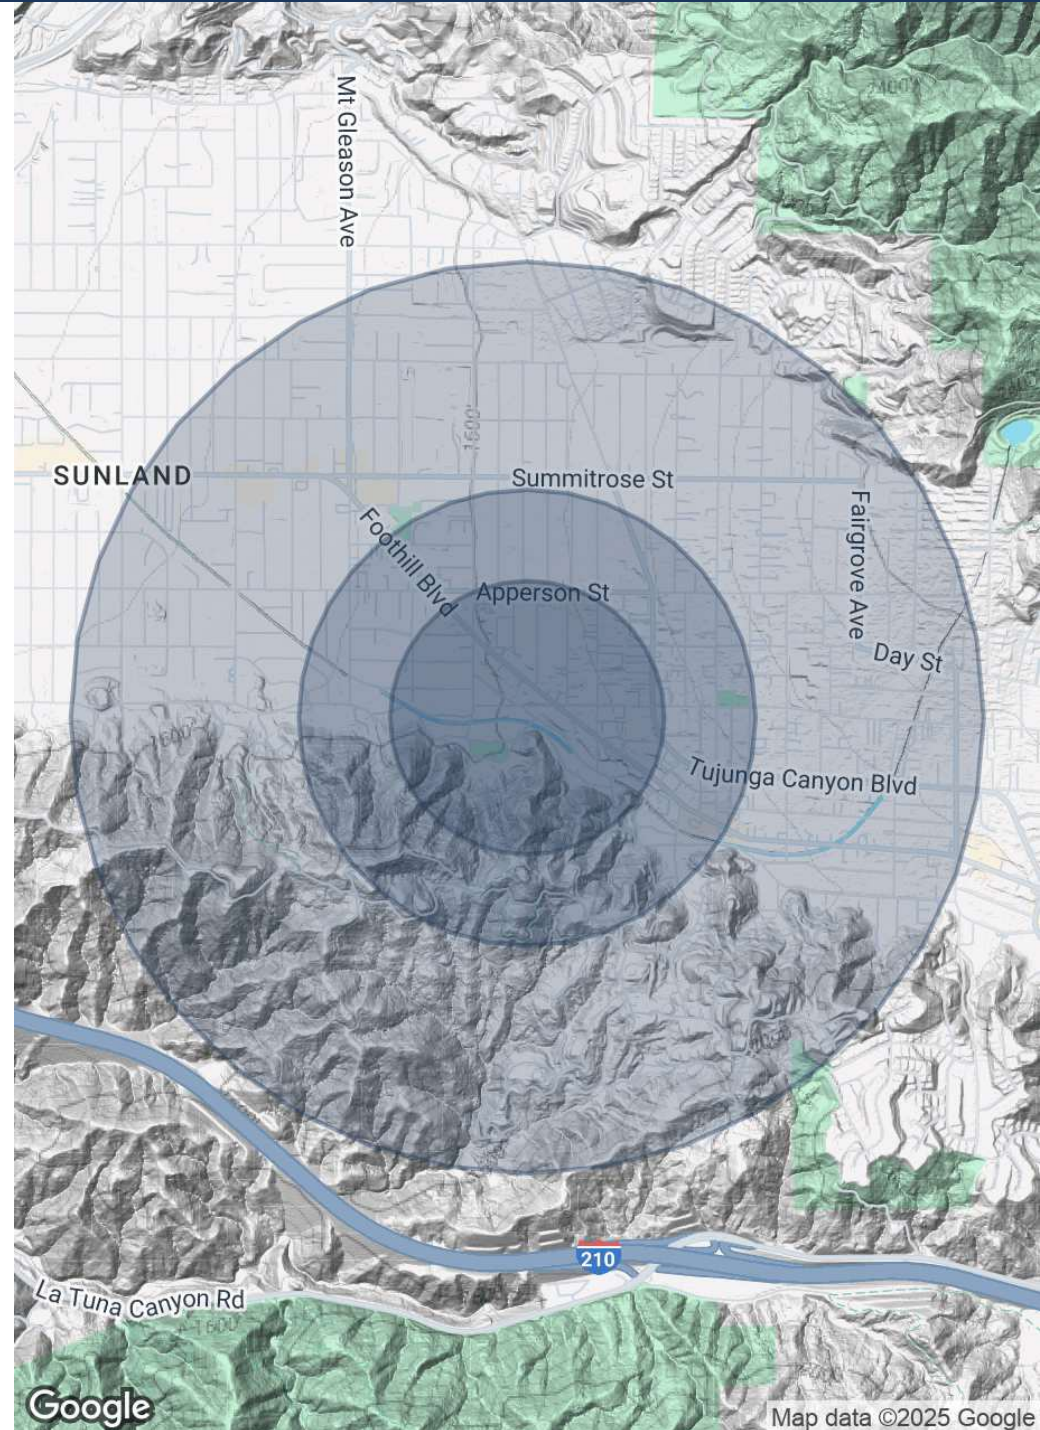 2400
Mt Gleason Ave
1600
SUNLAND
Summitrose St
Foothill Blvd
Fairgrove Ave
Apperson St
Day St
1600
Tujunga Canyon Blvd
210
La Tuna Canyon Rd
1600
Google
Map data ©2025 Google